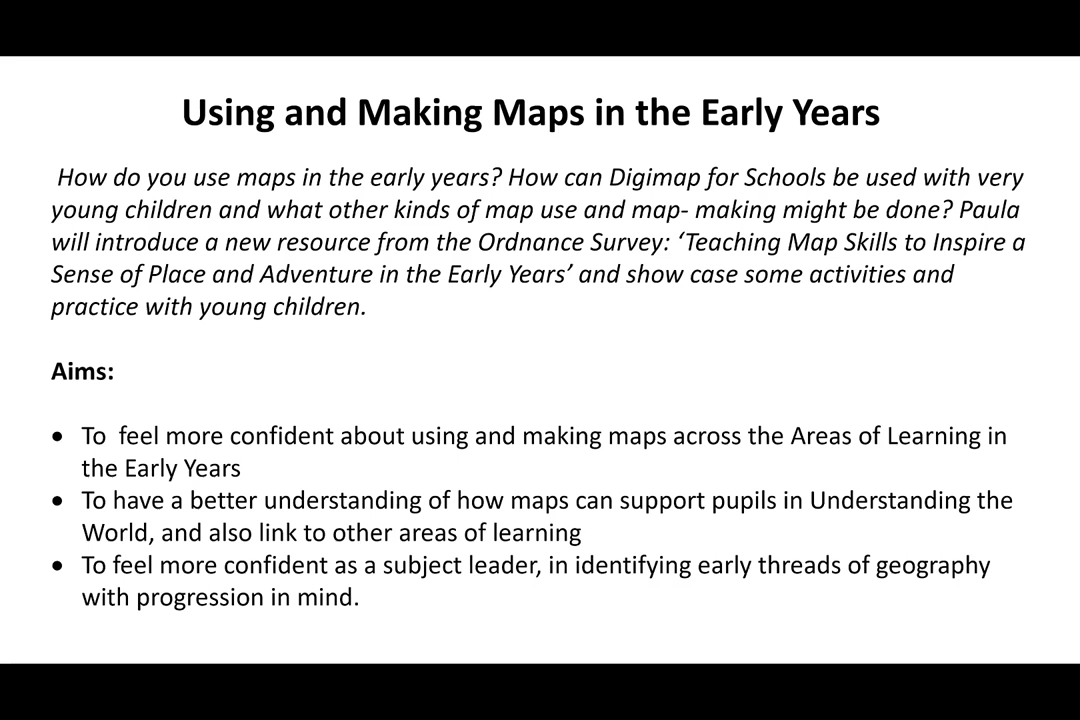 Using and Making Maps in the Early Years
How do you use maps in the early years? How can Digimap for Schools be used with very
young children and what other kinds of map use and map- making might be done? Paula
will introduce a new resource from the Ordnance Survey: ‘Teaching Map Skills to Inspire a
Sense of Place and Adventure in the Early Years’ and show case some activities and
practice with young children.
Aims:
• To  feel more confident about using and making maps across the Areas of Learning in
the Early Years
• To have a better understanding of how maps can support pupils in Understanding the
World, and also link to other areas of learning
• To feel more confident as a subject leader, in identifying early threads of geography
with progression in mind.